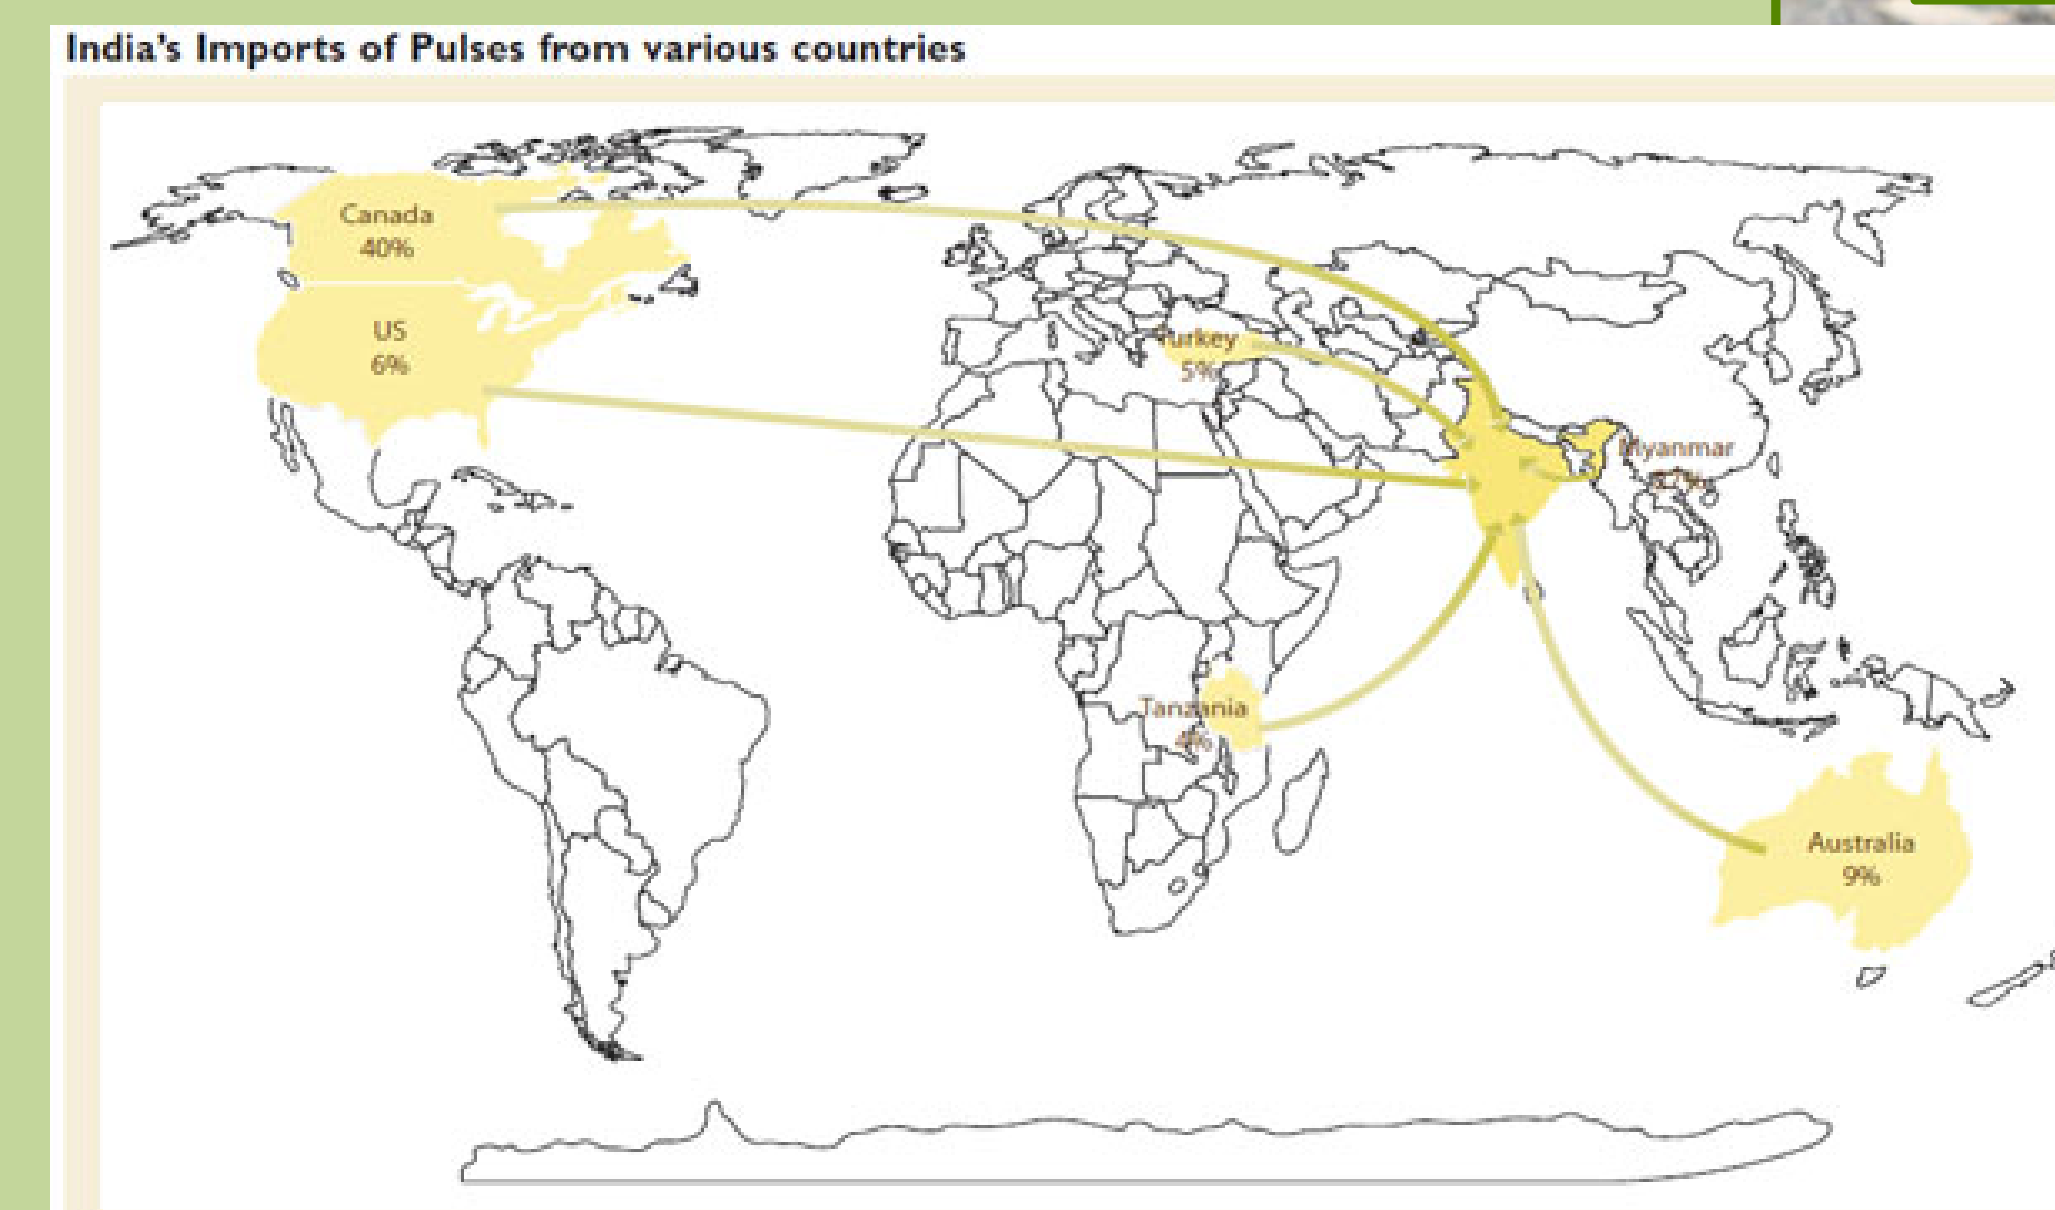 India's Imports of Pulses from various countries
Canada
40%
US
6%
Turkey
5%
Myanmar
Tanzania
4%
Australia
9%